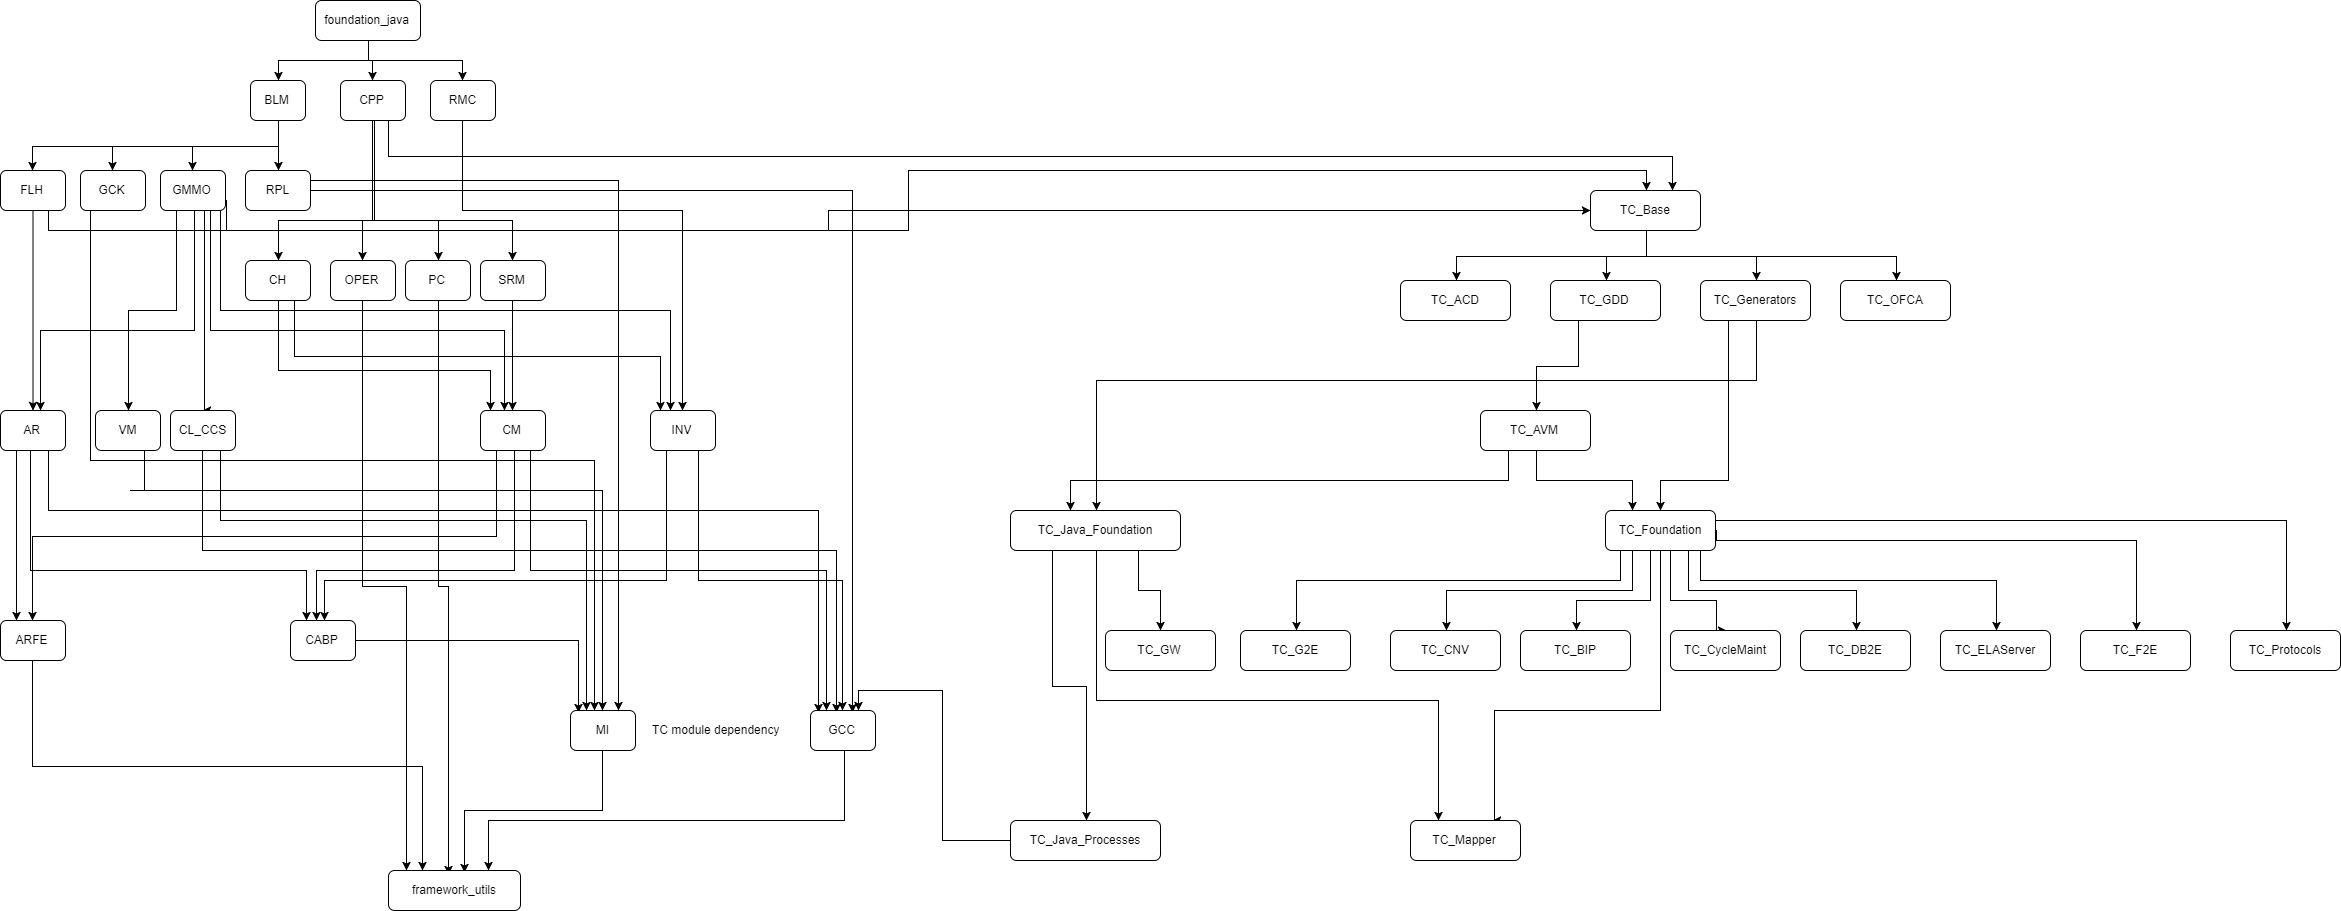 foundation_java
BLM
CPP
RMC
FLH
GCK
GMMO
RPL
TC_Base
CH
OPER
PC
SRM
TC_ACD
TC_GDD
TC_Generators
TC_OFCA
AR
VM
CL_CCS
CM
INV
TC_AVM
TC_Java_Foundation
TC_Foundation
ARFE
CABP
TC_GW
TC_G2E
TC_CNV
TC_BIP
TC_CycleMaint
TC_DB2E
TC_ELAServer
TC_F2E
TC_Protocols
MI
TC module dependency
GCC
TC_Java_Processes
TC_Mapper
framework_utils